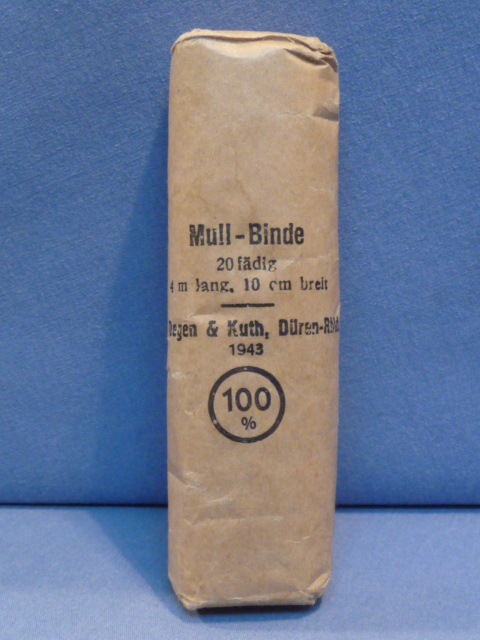 Mull-Binde
20 fädig
4 m lang, 10 cm breit
Degen & Kuth, Düren-Rhld
1943
100
%